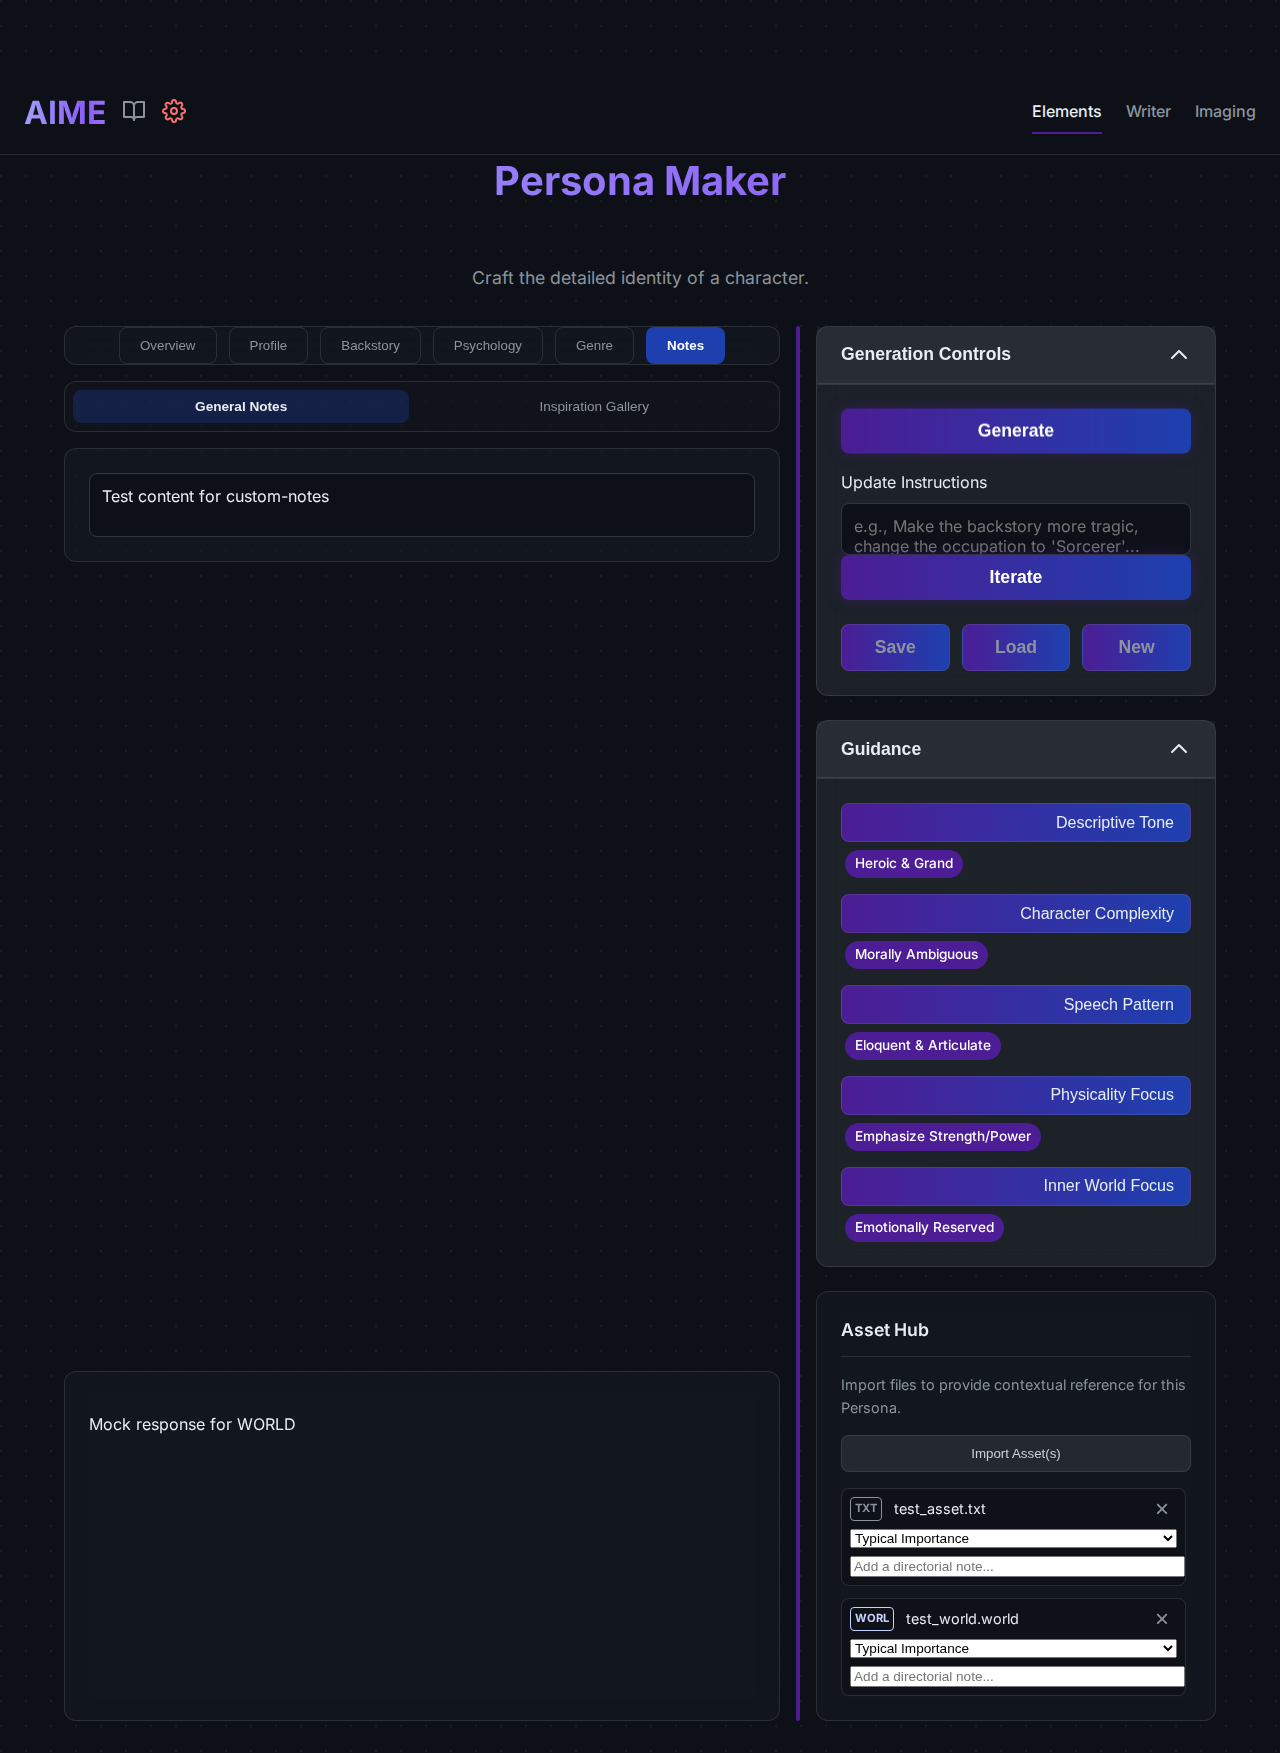 AIME
Elements
Writer
Imaging
Persona Maker
Craft the detailed identity of a character.
Overview
Profile
Backstory
Psychology
Genre
Notes
General Notes
Inspiration Gallery
Test content for custom-notes
Mock response for WORLD
Generation Controls
Generate
Update Instructions
e.g., Make the backstory more tragic,
change the occupation to 'Sorcerer'...
Iterate
Save
Load
New
Guidance
Descriptive Tone
Heroic & Grand
Character Complexity
Morally Ambiguous
Speech Pattern
Eloquent & Articulate
Physicality Focus
Emphasize Strength/Power
Inner World Focus
Emotionally Reserved
Asset Hub
Import files to provide contextual reference for this
Persona.
Import Asset(s)
TXT
test_asset.txt
Typical Importance
Add a directorial note...
WORL
test_world.world
Typical Importance
Add a directorial note...